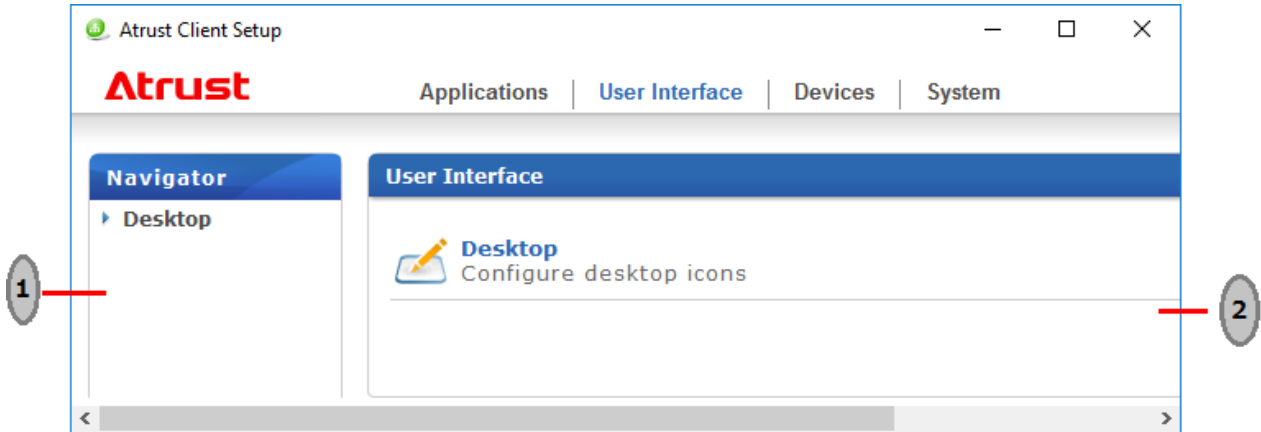 Atrust Client Setup
Atrust
Applications | User Interface | Devices | System
Navigator
Desktop
User Interface
Desktop
Configure desktop icons
1
2